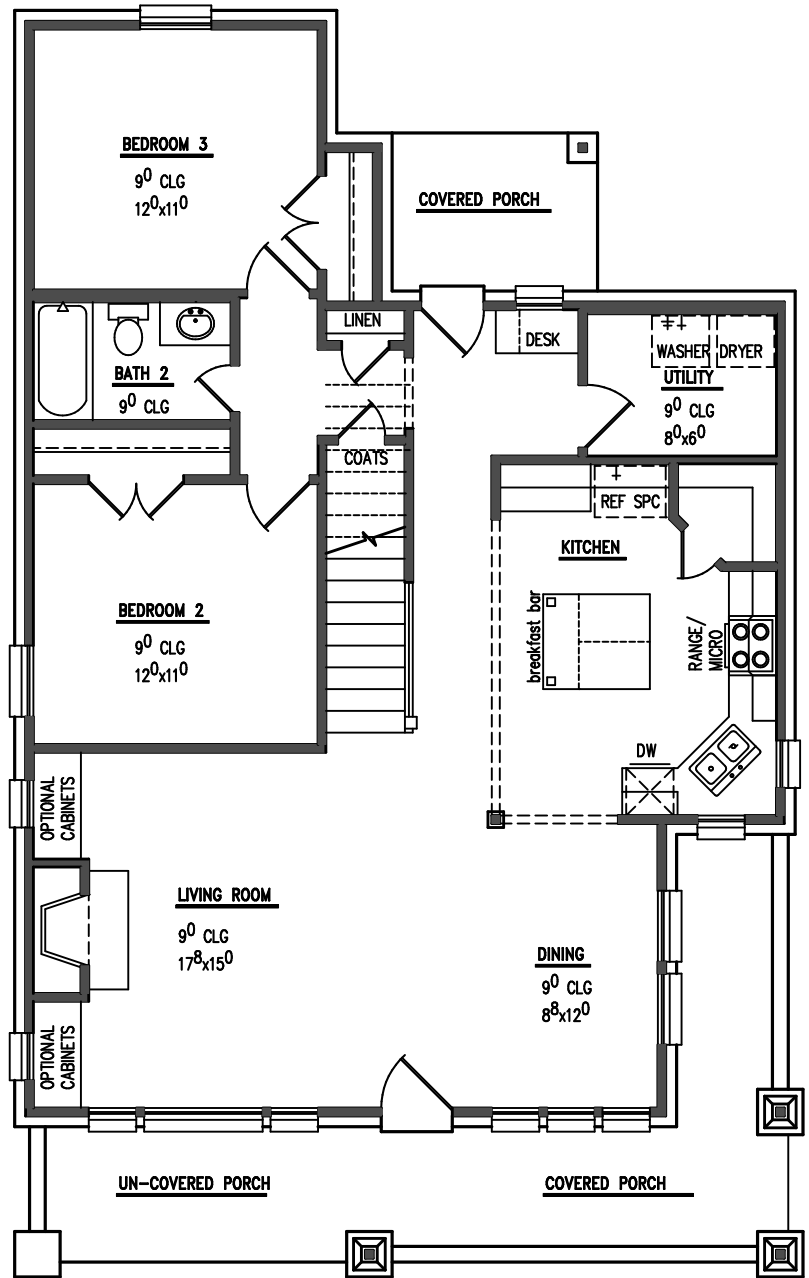 BEDROOM 3
9⁰ CLG
12⁰x11⁰
COVERED PORCH
LINEN
DESK
WASHER
DRYER
UTILITY
9⁰ CLG
8⁰x6⁰
BATH 2
9⁰ CLG
COATS
REF SPC
KITCHEN
BEDROOM 2
9⁰ CLG
12⁰x11⁰
breakfast bar
RANGE/
MICRO
DW
OPTIONAL
CABINETS
LIVING ROOM
9⁰ CLG
17⁸x15⁰
DINING
9⁰ CLG
8⁸x12⁰
OPTIONAL
CABINETS
UN-COVERED PORCH
COVERED PORCH